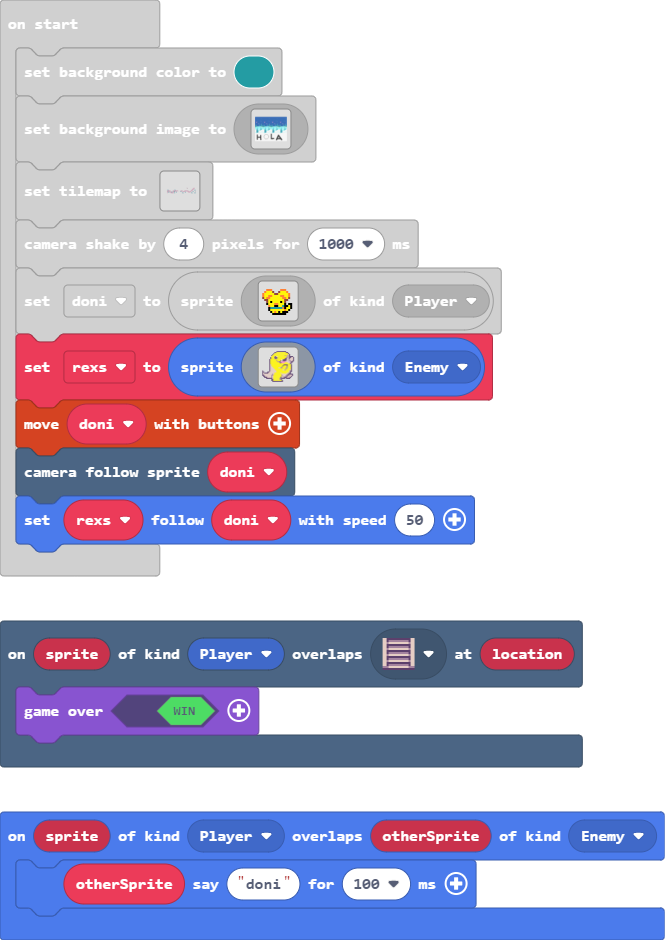 on start
set background color to
set background image to HOLA
set tilemap to
camera shake by 4 pixels for 1000 ms
set doni to sprite of kind Player
set rexs to sprite of kind Enemy
move doni with buttons
camera follow sprite doni
set rexs follow doni with speed 50
on sprite of kind Player overlaps at location
game over WIN
on sprite of kind Player overlaps otherSprite of kind Enemy
otherSprite say "doni" for 100 ms